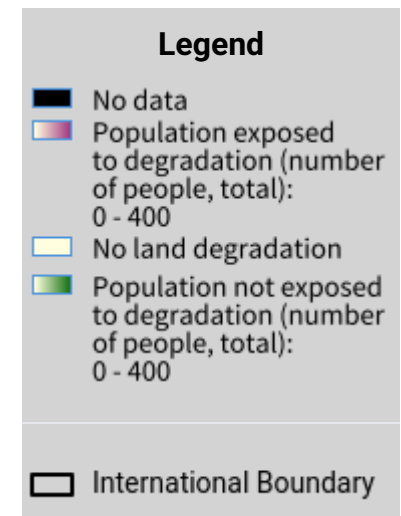 Legend
No data
Population exposed
to degradation (number
of people, total):
0 - 400
No land degradation
Population not exposed
to degradation (number
of people, total):
0 - 400
International Boundary